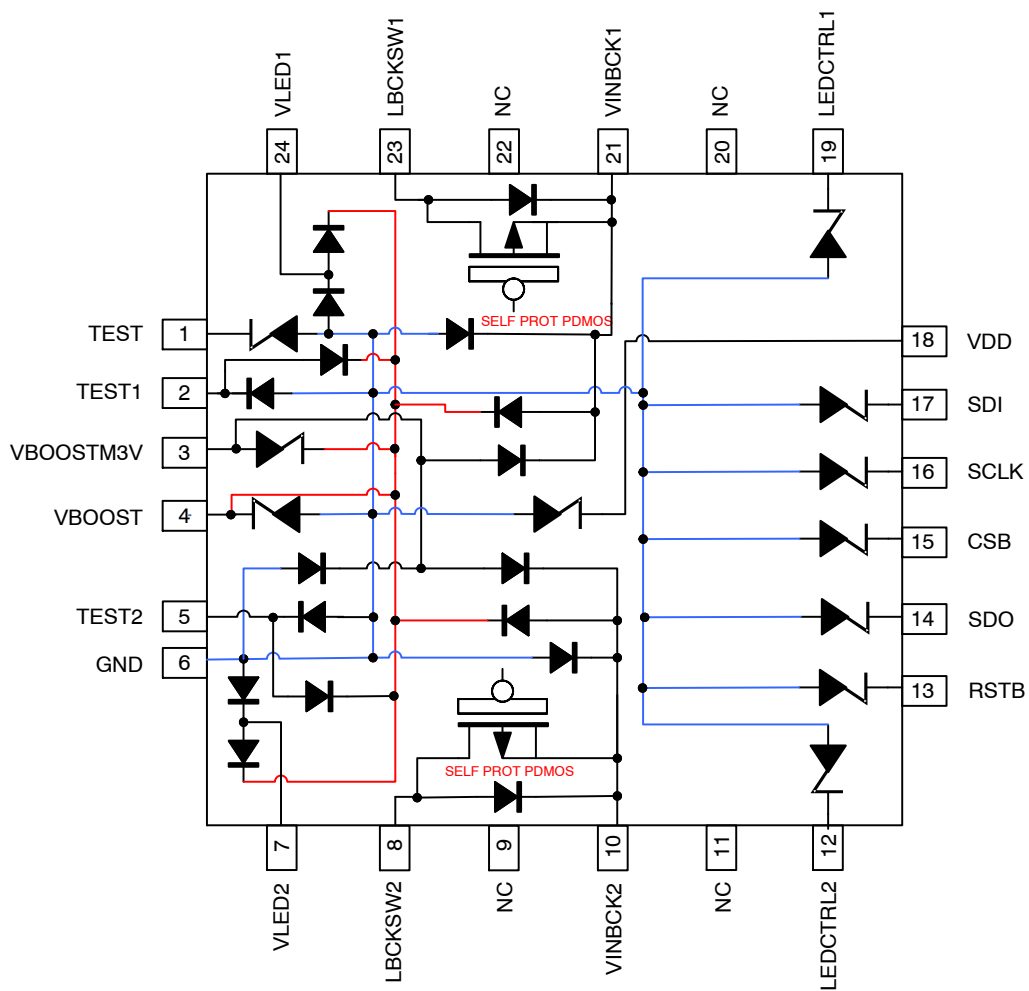 VLED1
LBCKSW1
NC
VINBCK1
NC
LEDCTRL1
24
23
22
21
20
19
SELF PROT PDMOS
TEST 1
TEST1 2
VBOOSTM3V 3
VBOOST 4
TEST2 5
GND 6
18 VDD
17 SDI
16 SCLK
15 CSB
14 SDO
13 RSTB
SELF PROT PDMOS
7
8
9
10
11
12
VLED2
LBCKSW2
NC
VINBCK2
NC
LEDCTRL2